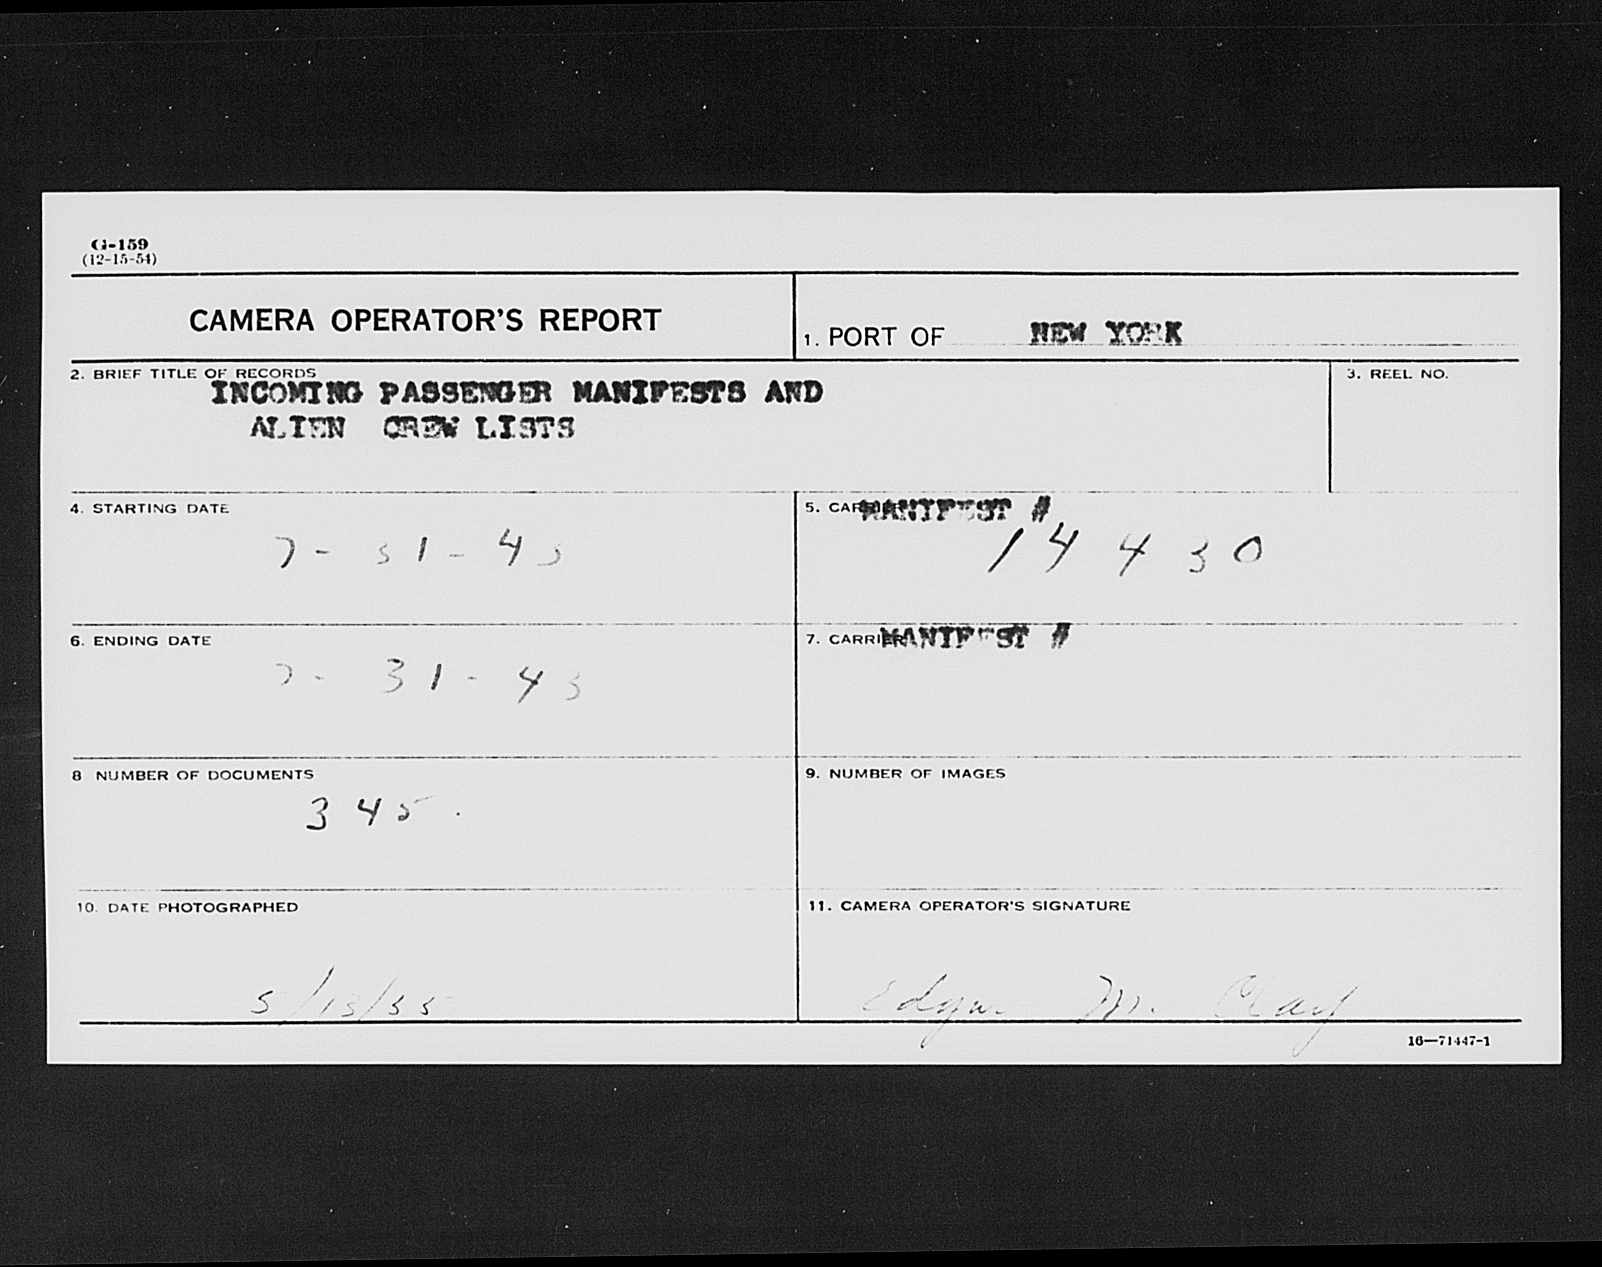 G-159
(12-15-54)
CAMERA OPERATOR'S REPORT
1. PORT OF NEW YORK
2. BRIEF TITLE OF RECORDS
INCOMING PASSENGER MANIFESTS AND
ALIEN CREW LISTS
3. REEL NO.
4. STARTING DATE
7-31-43
5. CARRIER MANIFEST #
14430
6. ENDING DATE
7-31-43
7. CARRIER MANIFEST #
8 NUMBER OF DOCUMENTS
345.
9. NUMBER OF IMAGES
10. DATE PHOTOGRAPHED
5/13/55
11. CAMERA OPERATOR'S SIGNATURE
Edgar M. Clay
16—71447-1